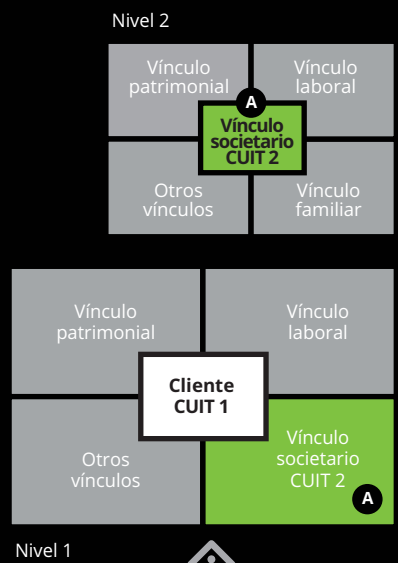 Nivel 2
Vínculo
patrimonial
Vínculo
laboral
A
Vínculo
societario
CUIT 2
Otros
vínculos
Vínculo
familiar
Vínculo
patrimonial
Vínculo
laboral
Cliente
CUIT 1
Otros
vínculos
Vínculo
societario
CUIT 2
A
Nivel 1